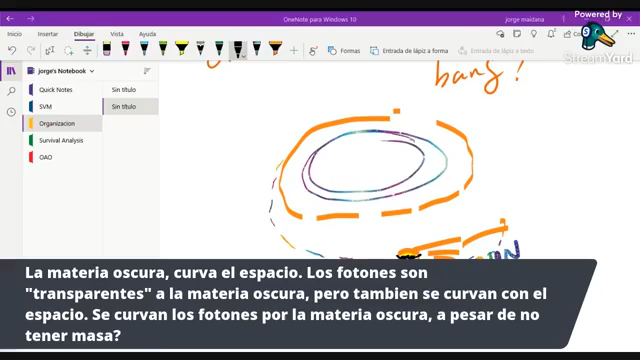 OneNote para Windows 10
jorge maidana
Powered by
Inicio Insertar Dibujar Vista Ayuda
StreamYard
Formas Entrada de lápiz a forma Entrada de lápiz a texto
jorge's Notebook
Quick Notes Sin título
SVM Sin título
Organizacion
Survival Analysis
OAO
bang?
La materia oscura, curva el espacio. Los fotones son
"transparentes" a la materia oscura, pero tambien se curvan con el
espacio. Se curvan los fotones por la materia oscura, a pesar de no
tener masa?